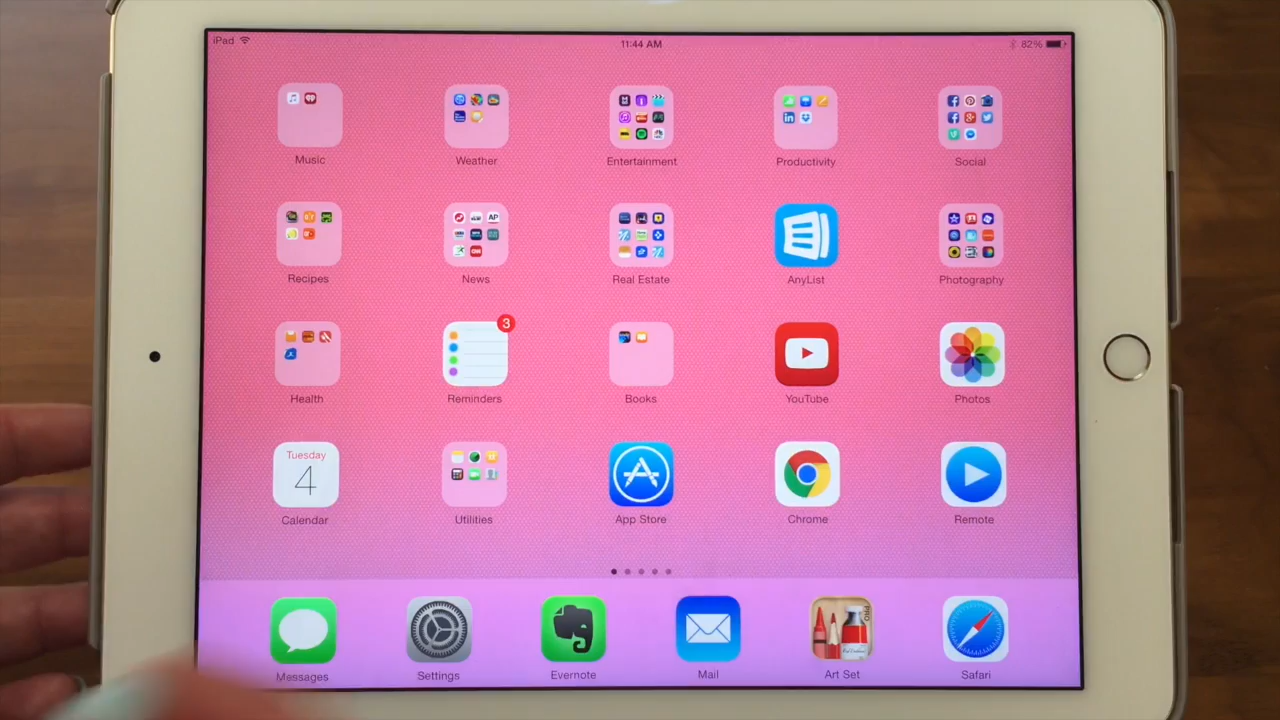 iPad 11:44 AM 82%
Music Weather Entertainment Productivity Social
Recipes News Real Estate AnyList Photography
3
Health Reminders Books YouTube Photos
Tuesday
4
Calendar Utilities App Store Chrome Remote
PRO
Messages Settings Evernote Mail Art Set Safari